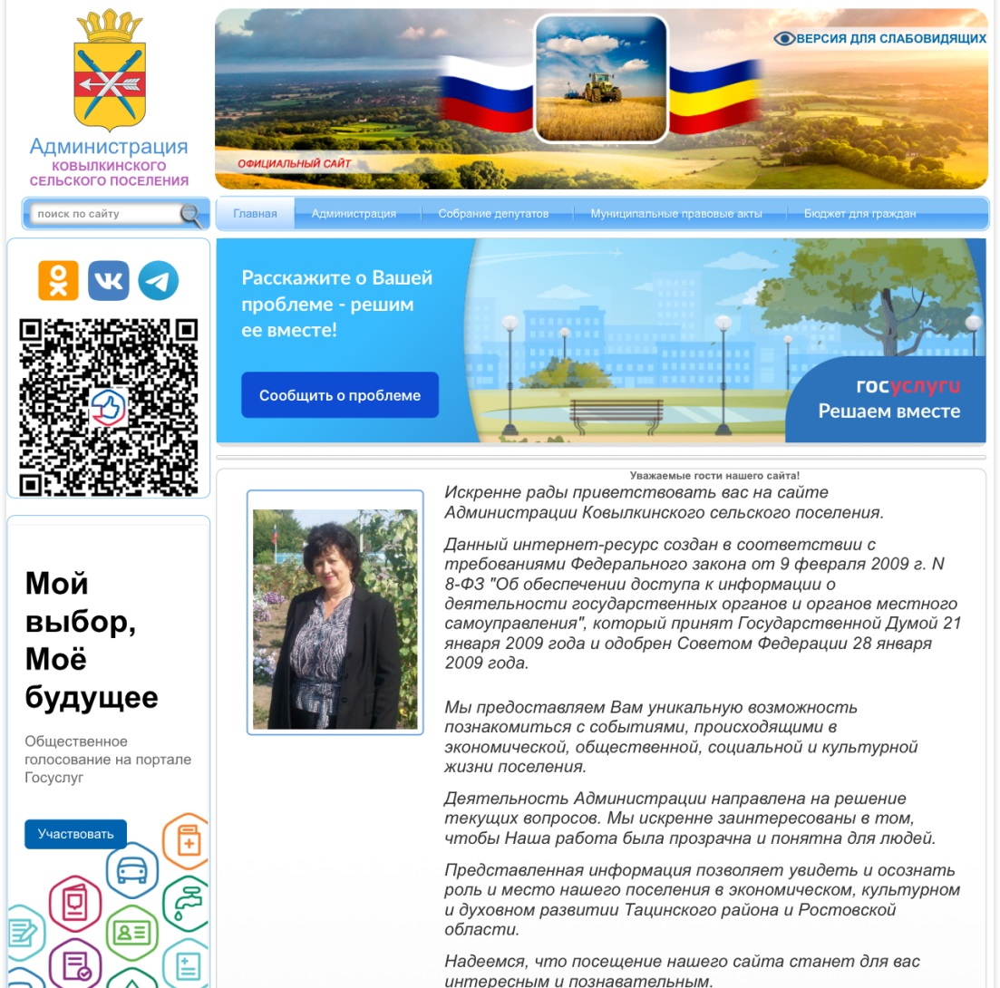 ВЕРСИЯ ДЛЯ СЛАБОВИДЯЩИХ
Администрация
КОВЫЛКИНСКОГО
СЕЛЬСКОГО ПОСЕЛЕНИЯ
ОФИЦИАЛЬНЫЙ САЙТ
поиск по сайту
Главная
Администрация
Собрание депутатов
Муниципальные правовые акты
Бюджет для граждан
Расскажите о Вашей
проблеме - решим
ее вместе!
Сообщить о проблеме
госуслуги
Решаем вместе
Мой
выбор,
Моё
будущее
Общественное
голосование на портале
Госуслуг
Участвовать
Уважаемые гости нашего сайта!
Искренне рады приветствовать вас на сайте
Администрации Ковылкинского сельского поселения.
Данный интернет-ресурс создан в соответствии с
требованиями Федерального закона от 9 февраля 2009 г. N
8-ФЗ "Об обеспечении доступа к информации о
деятельности государственных органов и органов местного
самоуправления", который принят Государственной Думой 21
января 2009 года и одобрен Советом Федерации 28 января
2009 года.
Мы предоставляем Вам уникальную возможность
познакомиться с событиями, происходящими в
экономической, общественной, социальной и культурной
жизни поселения.
Деятельность Администрации направлена на решение
текущих вопросов. Мы искренне заинтересованы в том,
чтобы Наша работа была прозрачна и понятна для людей.
Представленная информация позволяет увидеть и осознать
роль и место нашего поселения в экономическом, культурном
и духовном развитии Тацинского района и Ростовской
области.
Надеемся, что посещение нашего сайта станет для вас
интересным и познавательным.